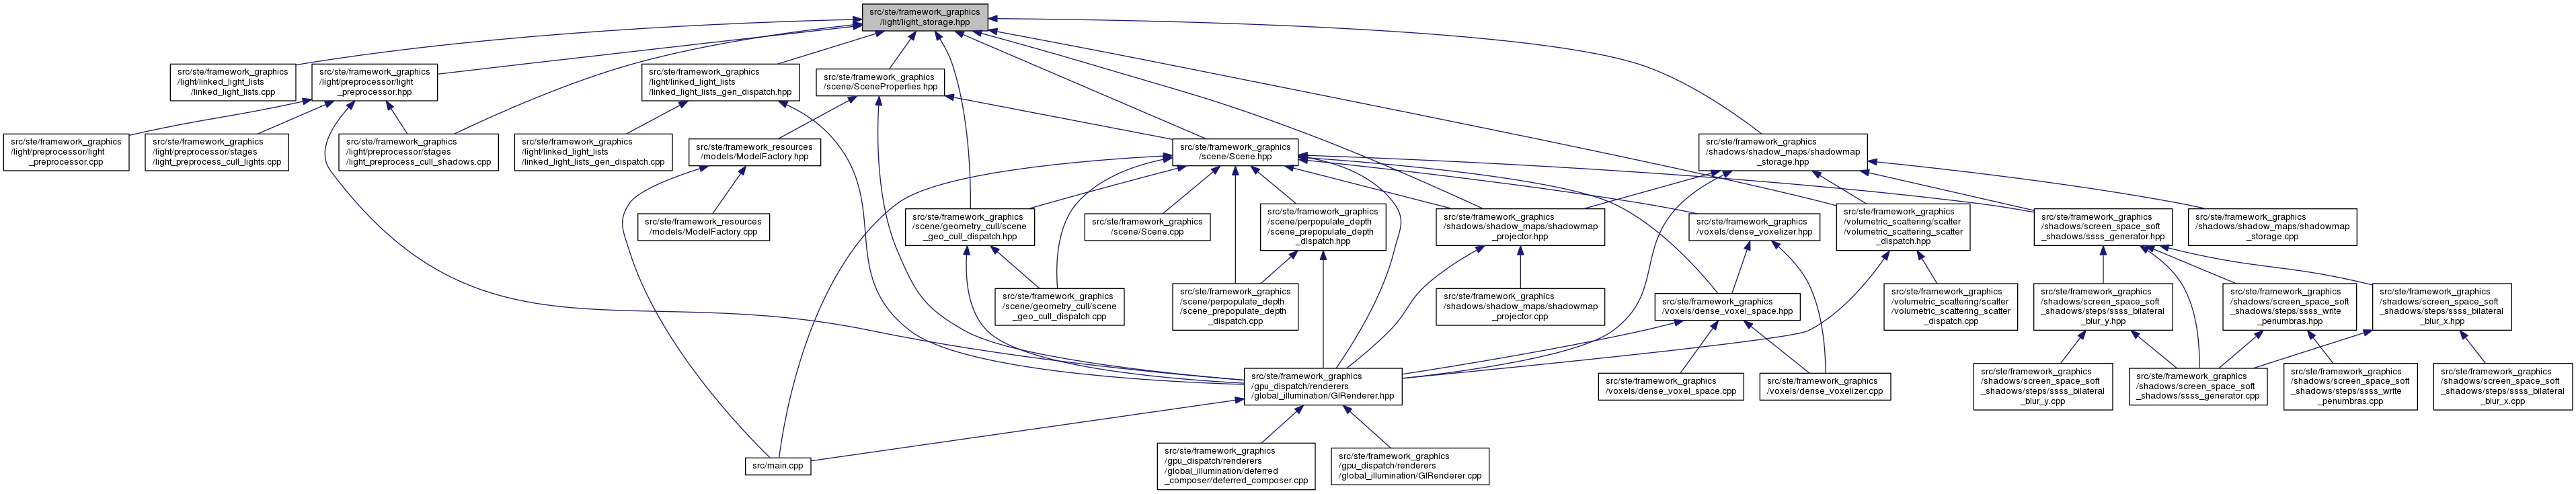 src/ste/framework_graphics
/light/light_storage.hpp
src/ste/framework_graphics
/light/linked_light_lists
/linked_light_lists.cpp
src/ste/framework_graphics
/light/preprocessor/light
_preprocessor.hpp
src/ste/framework_graphics
/light/linked_light_lists
/linked_light_lists_gen_dispatch.hpp
src/ste/framework_graphics
/scene/SceneProperties.hpp
src/ste/framework_graphics
/light/preprocessor/light
_preprocessor.cpp
src/ste/framework_graphics
/light/preprocessor/stages
/light_preprocess_cull_lights.cpp
src/ste/framework_graphics
/light/preprocessor/stages
/light_preprocess_cull_shadows.cpp
src/ste/framework_graphics
/light/linked_light_lists
/linked_light_lists_gen_dispatch.cpp
src/ste/framework_resources
/models/ModelFactory.hpp
src/ste/framework_graphics
/scene/Scene.hpp
src/ste/framework_graphics
/shadows/shadow_maps/shadowmap
_storage.hpp
src/ste/framework_resources
/models/ModelFactory.cpp
src/ste/framework_graphics
/scene/geometry_cull/scene
_geo_cull_dispatch.hpp
src/ste/framework_graphics
/scene/Scene.cpp
src/ste/framework_graphics
/scene/perpopulate_depth
/scene_prepopulate_depth
_dispatch.hpp
src/ste/framework_graphics
/shadows/shadow_maps/shadowmap
_projector.hpp
src/ste/framework_graphics
/voxels/dense_voxelizer.hpp
src/ste/framework_graphics
/volumetric_scattering/scatter
/volumetric_scattering_scatter
_dispatch.hpp
src/ste/framework_graphics
/shadows/screen_space_soft
_shadows/ssss_generator.hpp
src/ste/framework_graphics
/shadows/shadow_maps/shadowmap
_storage.cpp
src/ste/framework_graphics
/scene/geometry_cull/scene
_geo_cull_dispatch.cpp
src/ste/framework_graphics
/scene/perpopulate_depth
/scene_prepopulate_depth
_dispatch.cpp
src/ste/framework_graphics
/shadows/shadow_maps/shadowmap
_projector.cpp
src/ste/framework_graphics
/voxels/dense_voxel_space.hpp
src/ste/framework_graphics
/volumetric_scattering/scatter
/volumetric_scattering_scatter
_dispatch.cpp
src/ste/framework_graphics
/shadows/screen_space_soft
_shadows/steps/ssss_bilateral
_blur_y.hpp
src/ste/framework_graphics
/shadows/screen_space_soft
_shadows/steps/ssss_write
_penumbras.hpp
src/ste/framework_graphics
/shadows/screen_space_soft
_shadows/steps/ssss_bilateral
_blur_x.hpp
src/ste/framework_graphics
/gpu_dispatch/renderers
/global_illumination/GIRenderer.hpp
src/ste/framework_graphics
/voxels/dense_voxel_space.cpp
src/ste/framework_graphics
/voxels/dense_voxelizer.cpp
src/ste/framework_graphics
/shadows/screen_space_soft
_shadows/steps/ssss_bilateral
_blur_y.cpp
src/ste/framework_graphics
/shadows/screen_space_soft
_shadows/ssss_generator.cpp
src/ste/framework_graphics
/shadows/screen_space_soft
_shadows/steps/ssss_write
_penumbras.cpp
src/ste/framework_graphics
/shadows/screen_space_soft
_shadows/steps/ssss_bilateral
_blur_x.cpp
src/main.cpp
src/ste/framework_graphics
/gpu_dispatch/renderers
/global_illumination/deferred
_composer/deferred_composer.cpp
src/ste/framework_graphics
/gpu_dispatch/renderers
/global_illumination/GIRenderer.cpp